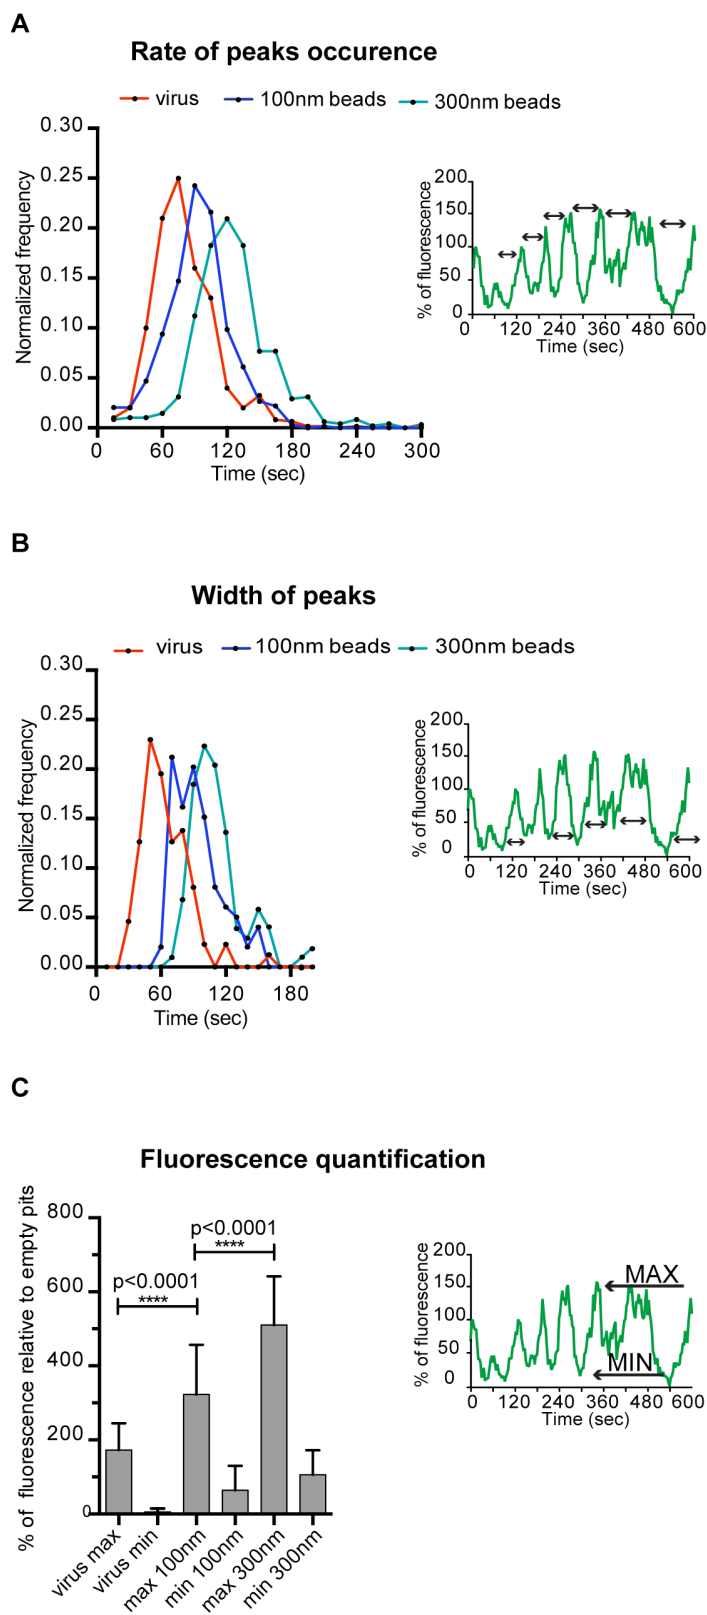 A
Rate of peaks occurence
virus 100nm beads 300nm beads
Normalized frequency
0.30
0.25
0.20
0.15
0.10
0.05
0.00
0 60 120 180 240 300
Time (sec)
% of fluorescence
200
150
100
50
0
0 120 240 360 480 600
Time (sec)
B
Width of peaks
virus 100nm beads 300nm beads
Normalized frequency
0.30
0.25
0.20
0.15
0.10
0.05
0.00
0 60 120 180
Time (sec)
% of fluorescence
200
150
100
50
0
0 120 240 360 480 600
Time (sec)
C
Fluorescence quantification
% of fluorescence relative to empty pits
800
600
400
200
0
p<0.0001
****
p<0.0001
****
virus max
virus min
max 100nm
min 100nm
max 300nm
min 300nm
% of fluorescence
200
150
100
50
0
MAX
MIN
0 120 240 360 480 600
Time (sec)